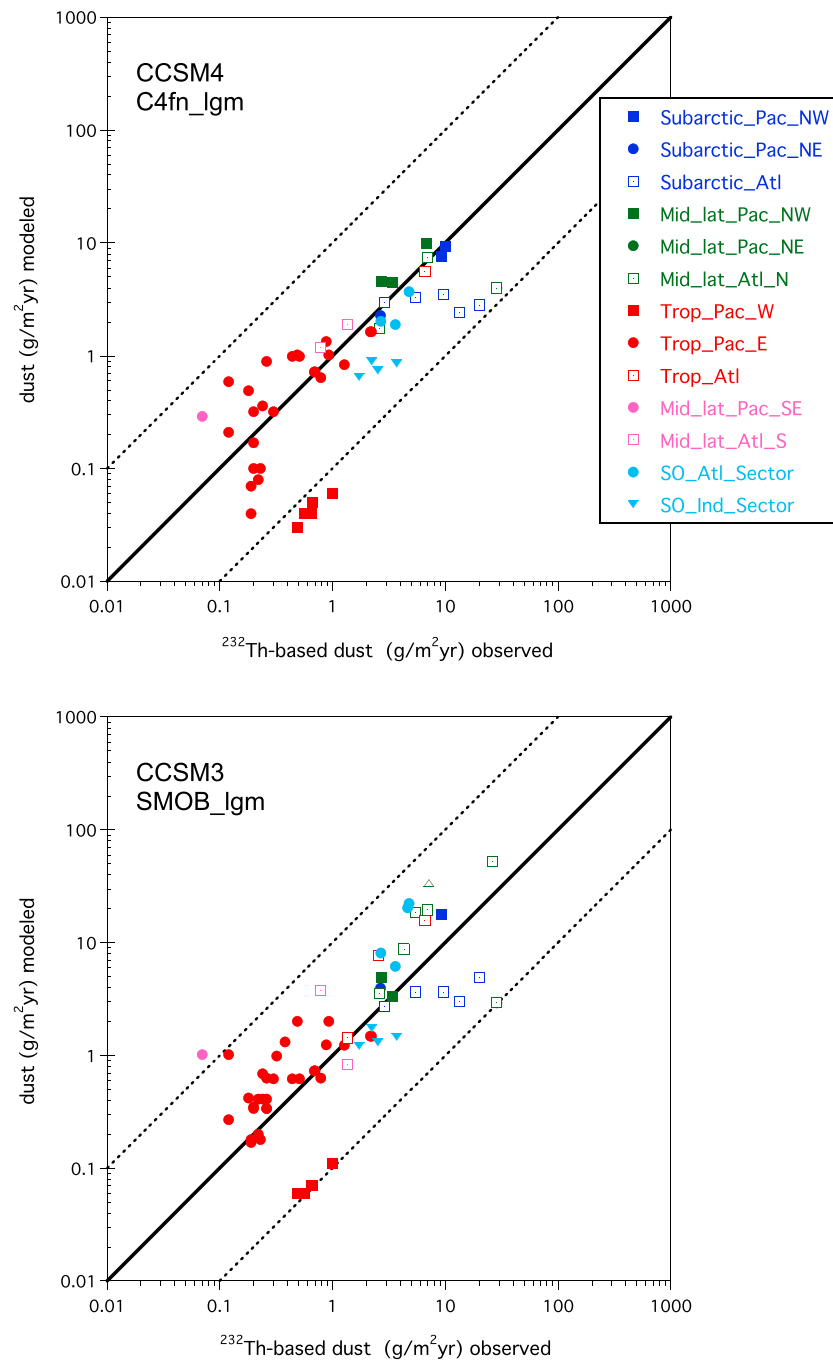 1000
CCSM4
C4fn_lgm
100
10
1
0.1
0.01
dust (g/m²yr) modeled
0.01 0.1 1 10 100 1000
²³²Th-based dust (g/m²yr) observed
Subarctic_Pac_NW
Subarctic_Pac_NE
Subarctic_Atl
Mid_lat_Pac_NW
Mid_lat_Pac_NE
Mid_lat_Atl_N
Trop_Pac_W
Trop_Pac_E
Trop_Atl
Mid_lat_Pac_SE
Mid_lat_Atl_S
SO_Atl_Sector
SO_Ind_Sector
1000
CCSM3
SMOB_lgm
100
10
1
0.1
0.01
dust (g/m²yr) modeled
0.01 0.1 1 10 100 1000
²³²Th-based dust (g/m²yr) observed